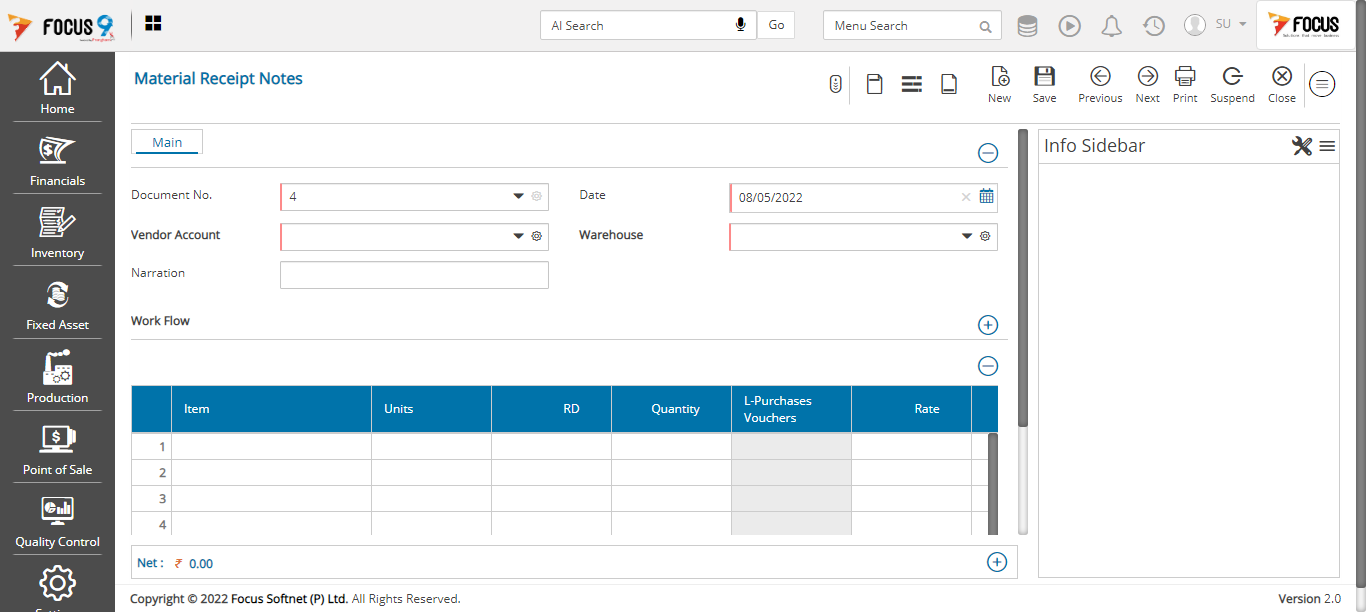 FOCUS 9
AI Search
Go
Menu Search
SU
FOCUS
Material Receipt Notes
New
Save
Previous
Next
Print
Suspend
Close
Home
Financials
Inventory
Fixed Asset
Production
Point of Sale
Quality Control
Main
Document No.
4
Date
08/05/2022
Vendor Account
Warehouse
Narration
Work Flow
Item
Units
RD
Quantity
L-Purchases
Vouchers
Rate
1
2
3
4
Net : ₹ 0.00
Info Sidebar
Copyright © 2022 Focus Softnet (P) Ltd. All Rights Reserved.
Version 2.0